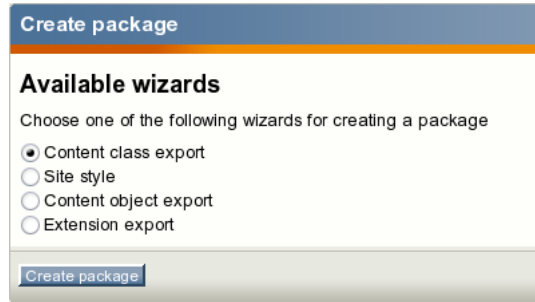 Create package
Available wizards
Choose one of the following wizards for creating a package
Content class export
Site style
Content object export
Extension export
Create package